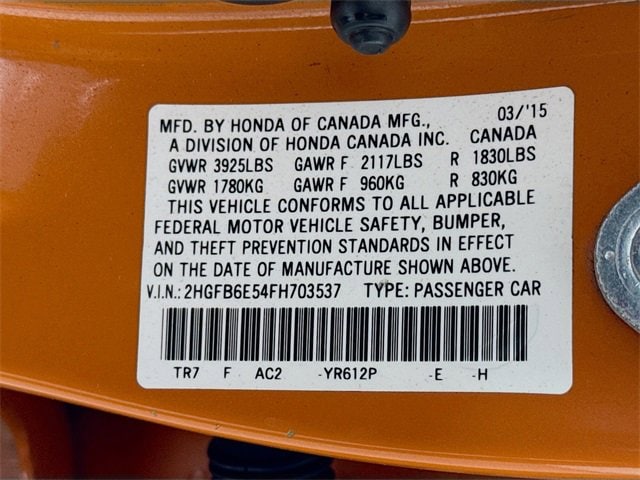 MFD. BY HONDA OF CANADA MFG., 03/'15
A DIVISION OF HONDA CANADA INC. CANADA
GVWR 3925LBS GAWR F 2117LBS R 1830LBS
GVWR 1780KG GAWR F 960KG R 830KG
THIS VEHICLE CONFORMS TO ALL APPLICABLE
FEDERAL MOTOR VEHICLE SAFETY, BUMPER,
AND THEFT PREVENTION STANDARDS IN EFFECT
ON THE DATE OF MANUFACTURE SHOWN ABOVE.
V.I.N.: 2HGFB6E54FH703537 TYPE: PASSENGER CAR
TR7 F AC2 -YR612P -E -H